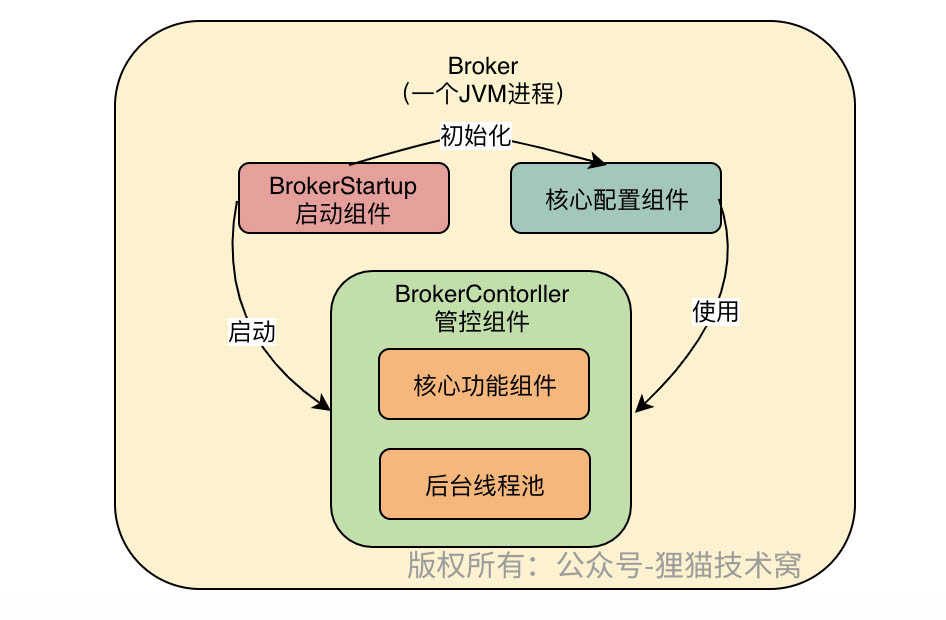 Broker
（一个JVM进程）
初始化
BrokerStartup
启动组件
核心配置组件
BrokerContorller
管控组件
启动
使用
核心功能组件
后台线程池
版权所有：公众号-狸猫技术窝